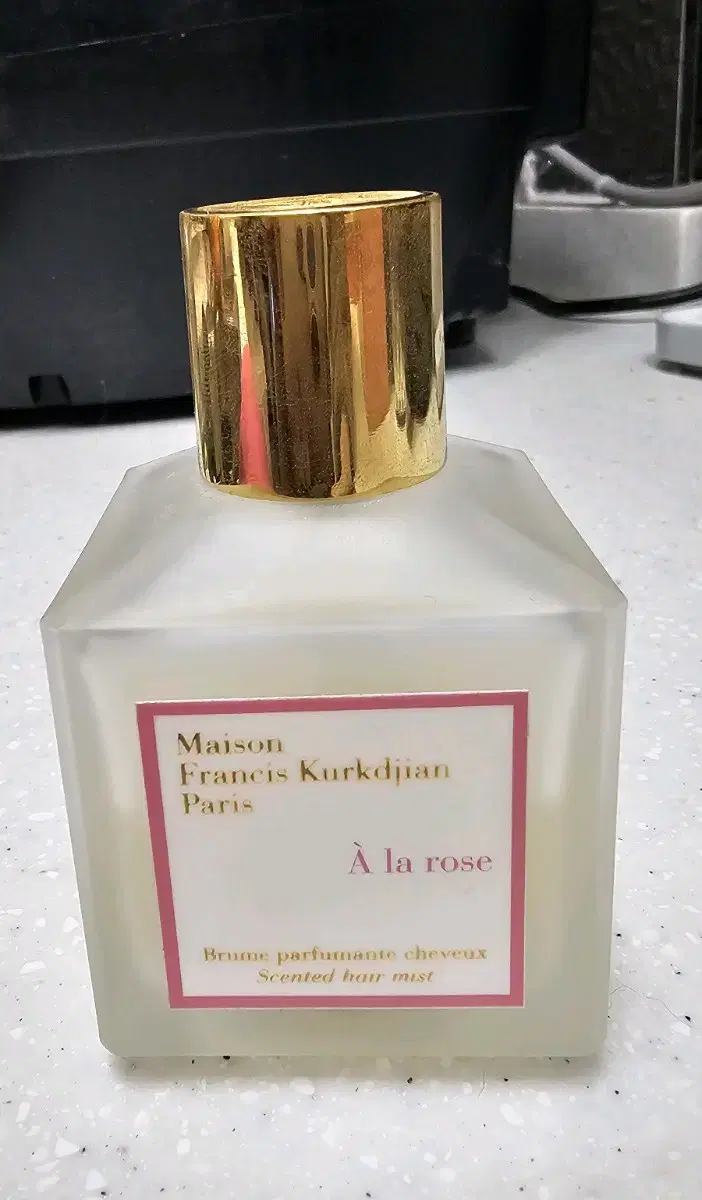 Maison
Francis Kurkdjian
Paris
À la rose
Brume parfumante cheveux
Scented hair mist